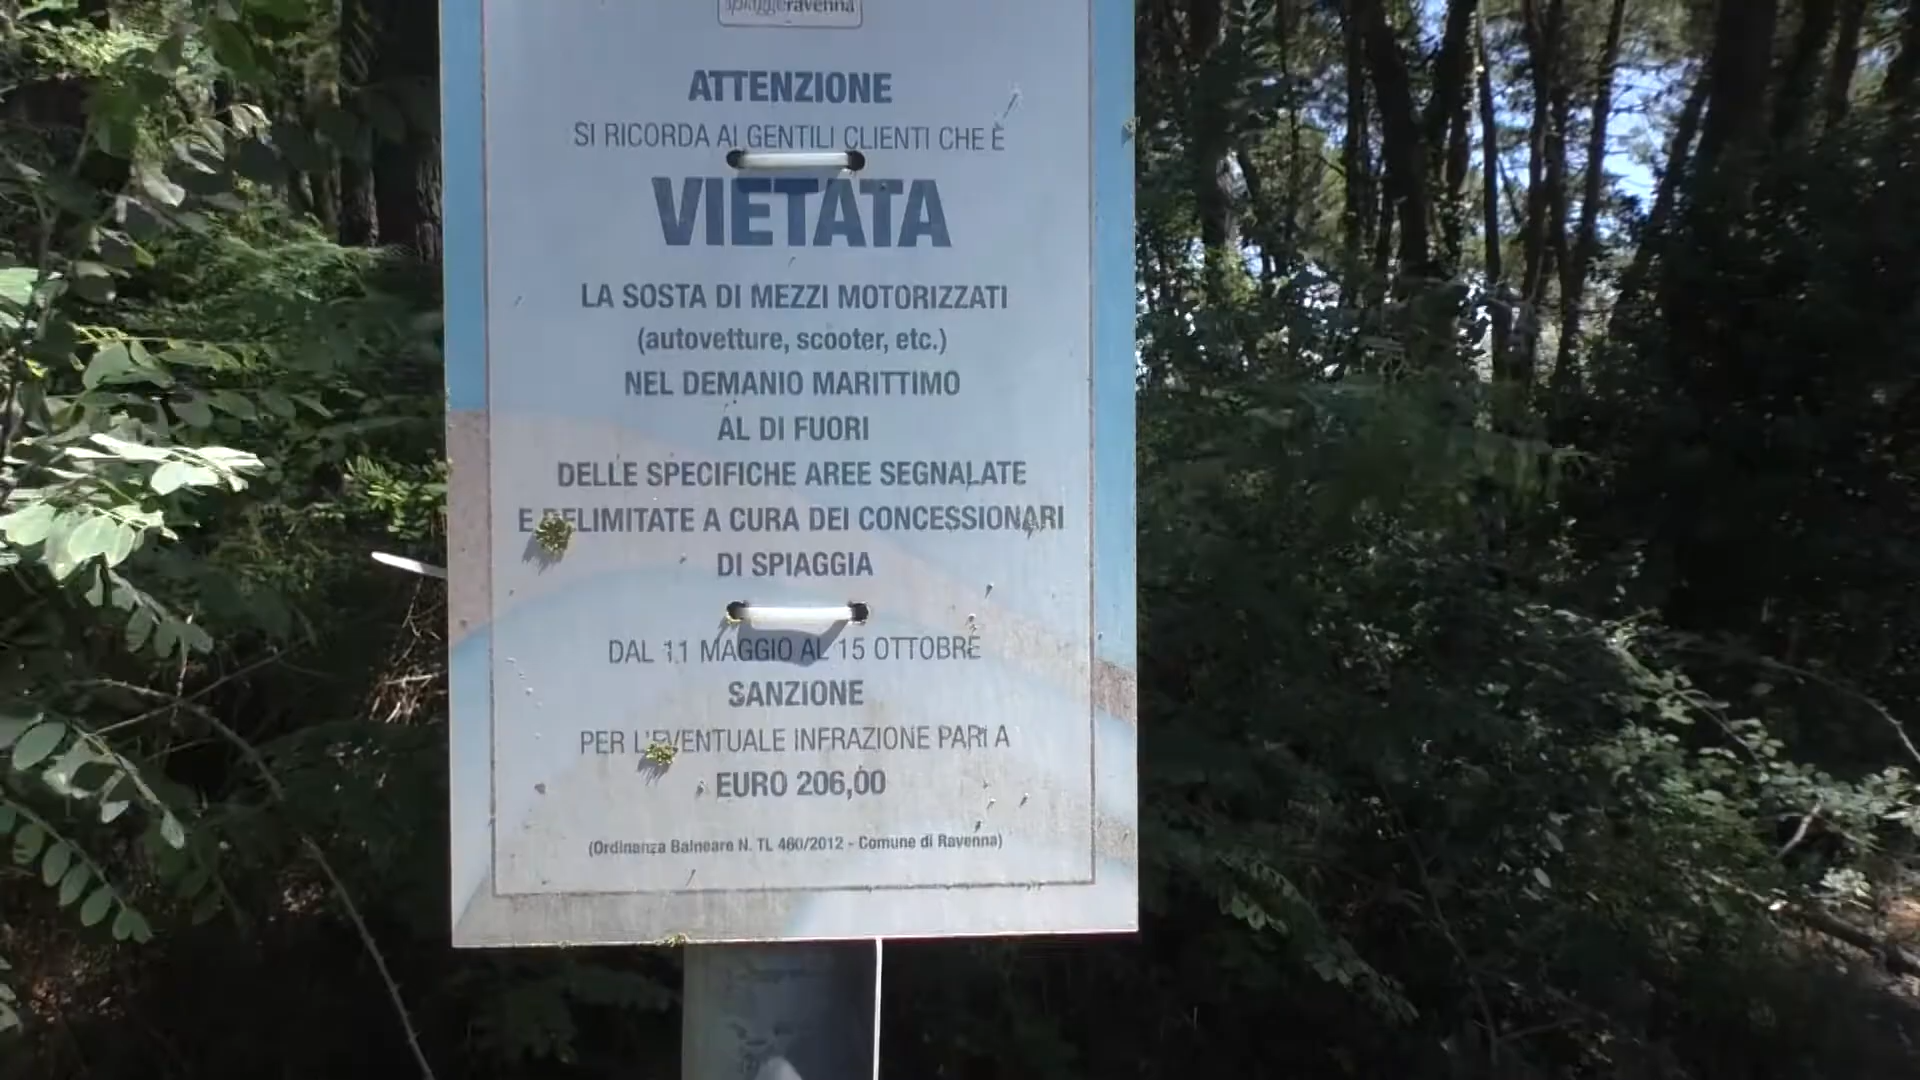 spiaggeravenna
ATTENZIONE
SI RICORDA AI GENTILI CLIENTI CHE È
VIETATA
LA SOSTA DI MEZZI MOTORIZZATI
(autovetture, scooter, etc.)
NEL DEMANIO MARITTIMO
AL DI FUORI
DELLE SPECIFICHE AREE SEGNALATE
E DELIMITATE A CURA DEI CONCESSIONARI
DI SPIAGGIA
DAL 11 MAGGIO AL 15 OTTOBRE
SANZIONE
PER L'EVENTUALE INFRAZIONE PARI A
EURO 206,00
(Ordinanza Balneare N. TL 460/2012 - Comune di Ravenna)